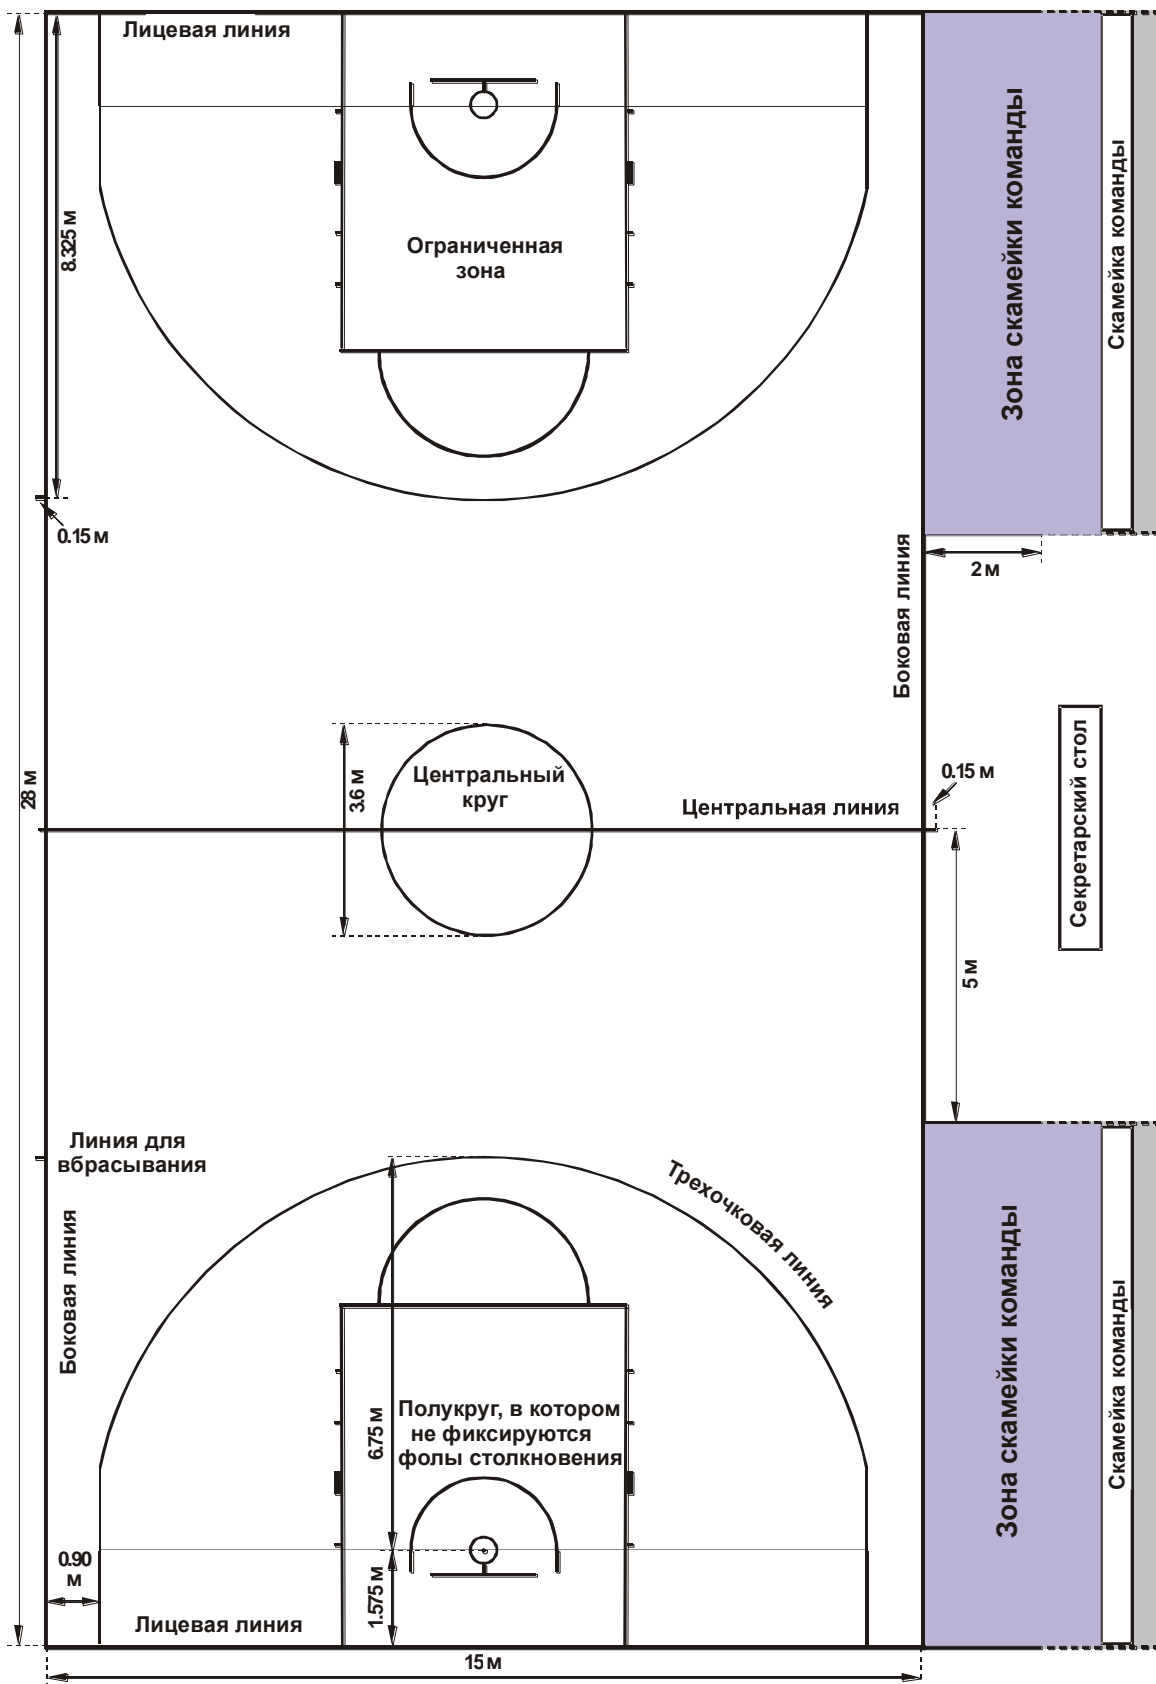 Лицевая линия
Зона скамейки команды
Скамейка команды
8.325 м
Ограниченная
зона
0.15 м
2 м
Боковая линия
28 м
3.6 м
Центральный
круг
Центральная линия
0.15 м
Секретарский стол
5 м
Линия для
вбрасывания
Трехочковая линия
Боковая линия
Зона скамейки команды
Скамейка команды
6.75 м
Полукруг, в котором
не фиксируются
фолы столкновения
0.90
м
1.575 м
Лицевая линия
15 м